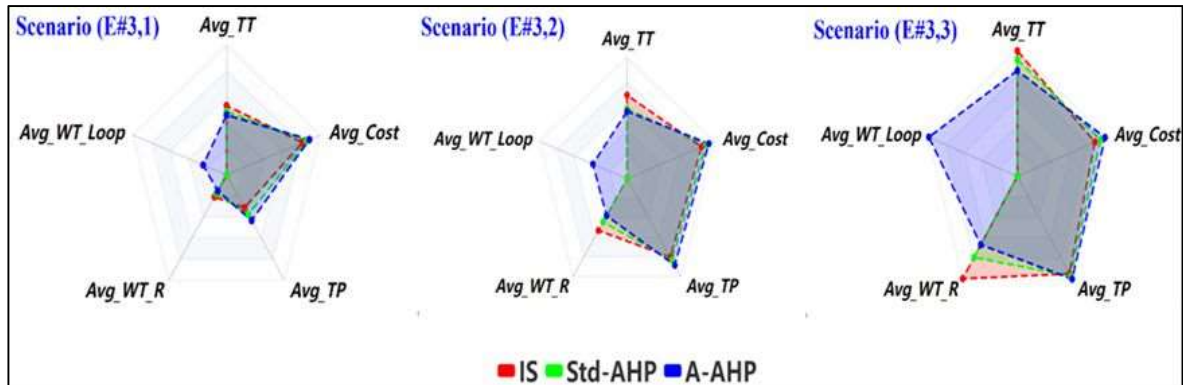 Scenario (E#3,1)
Avg_TT
Avg_WT_Loop
Avg_Cost
Avg_WT_R
Avg_TP
Scenario (E#3,2)
Avg_TT
Avg_WT_Loop
Avg_Cost
Avg_WT_R
Avg_TP
Scenario (E#3,3)
Avg_TT
Avg_WT_Loop
Avg_Cost
Avg_WT_R
Avg_TP
IS Std-AHP A-AHP